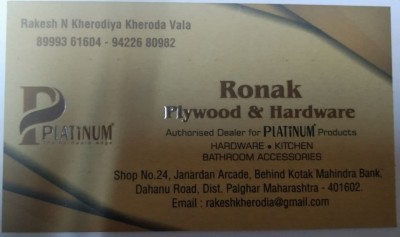 Rakesh N Kherodiya Kheroda Vala
89993 61604 - 94226 80982
Ronak
Plywood & Hardware
PLATINUM
Authorised Dealer for PLATINUM Products
HARDWARE • KITCHEN
BATHROOM ACCESSORIES
Shop No.24, Janardan Arcade, Behind Kotak Mahindra Bank,
Dahanu Road, Dist. Palghar Maharashtra - 401602
Email : rakeshkherodia@gmail.com